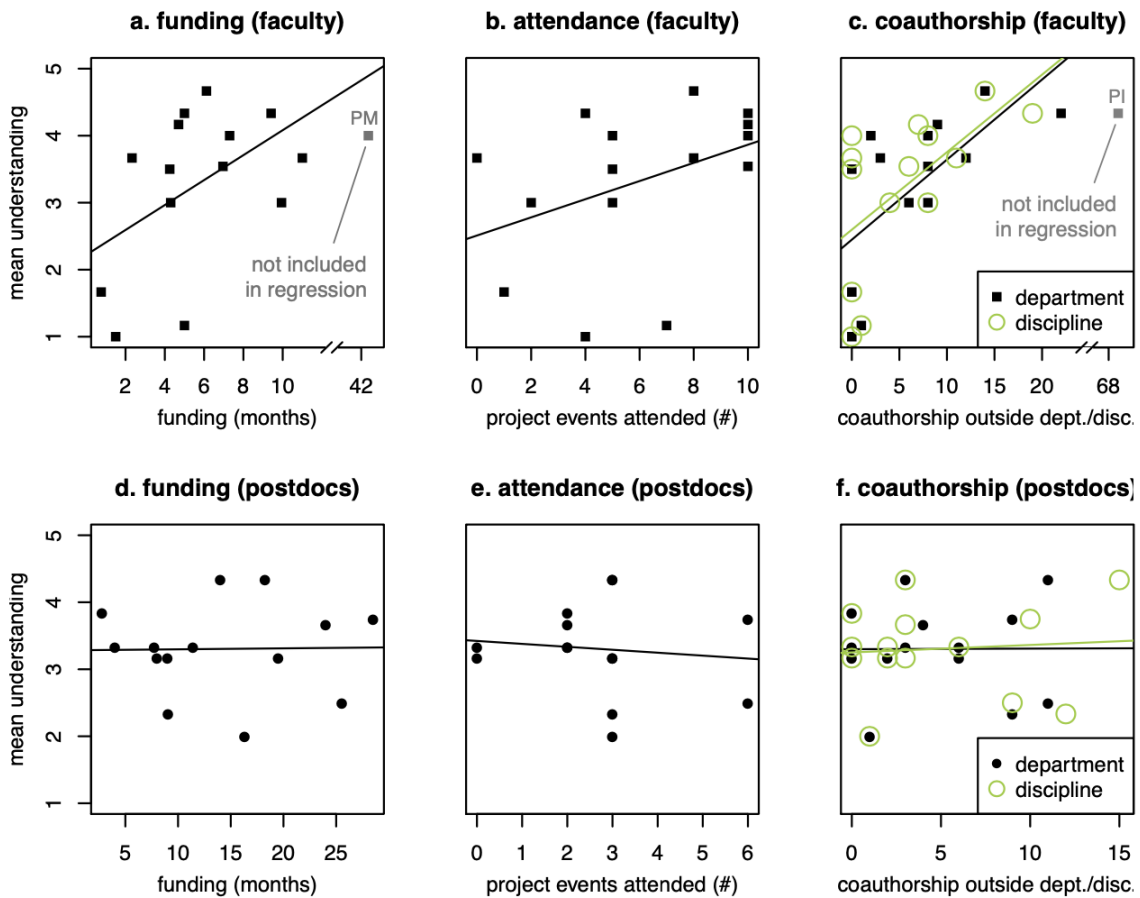 a. funding (faculty)
b. attendance (faculty)
c. coauthorship (faculty)
mean understanding
5
4
3
2
1
PM
not included
in regression
2 4 6 8 10 42
funding (months)
0 2 4 6 8 10
project events attended (#)
PI
not included
in regression
department
discipline
0 5 10 15 20 68
coauthorship outside dept./disc.
d. funding (postdocs)
e. attendance (postdocs)
f. coauthorship (postdocs)
mean understanding
5
4
3
2
1
5 10 15 20 25
funding (months)
0 1 2 3 4 5 6
project events attended (#)
department
discipline
0 5 10 15
coauthorship outside dept./disc.